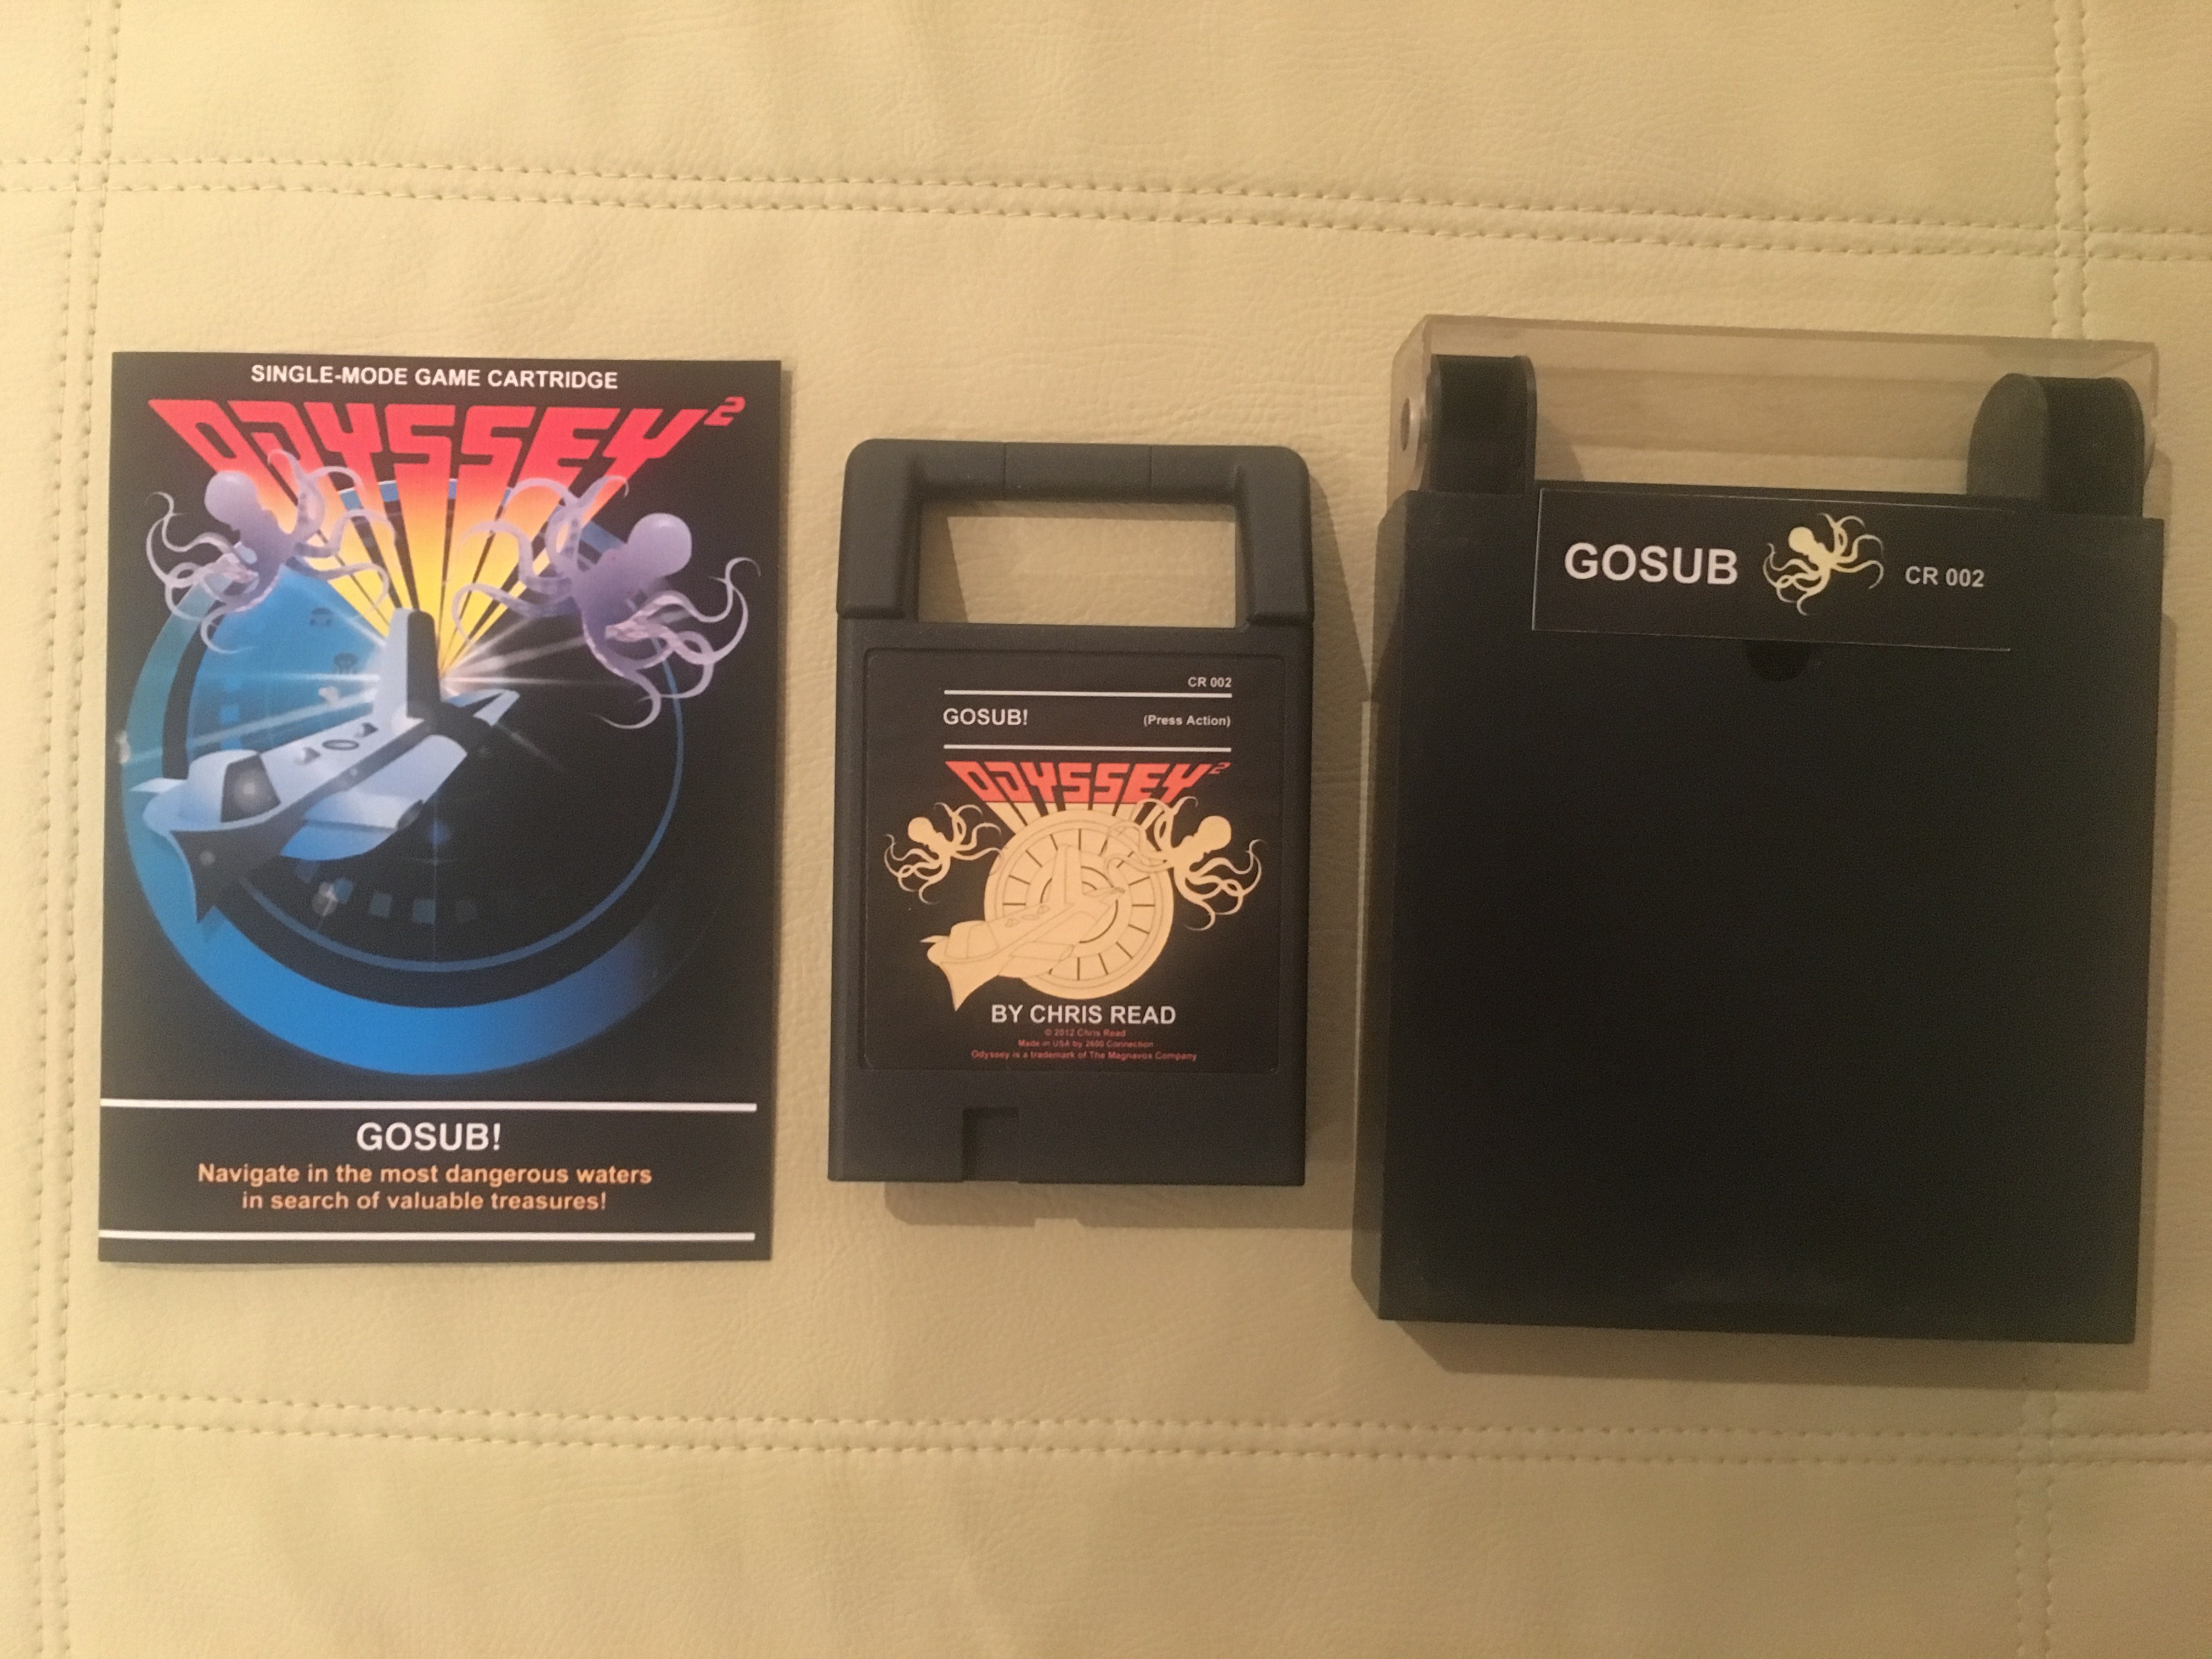 SINGLE-MODE GAME CARTRIDGE
ODYSSEY²
GOSUB!
Navigate in the most dangerous waters
in search of valuable treasures!
CR 002
GOSUB! (Press Action)
ODYSSEY²
BY CHRIS READ
© 2012 Chris Read
Made in USA by 2600 Connection
Odyssey is a trademark of The Magnavox Company
GOSUB CR 002